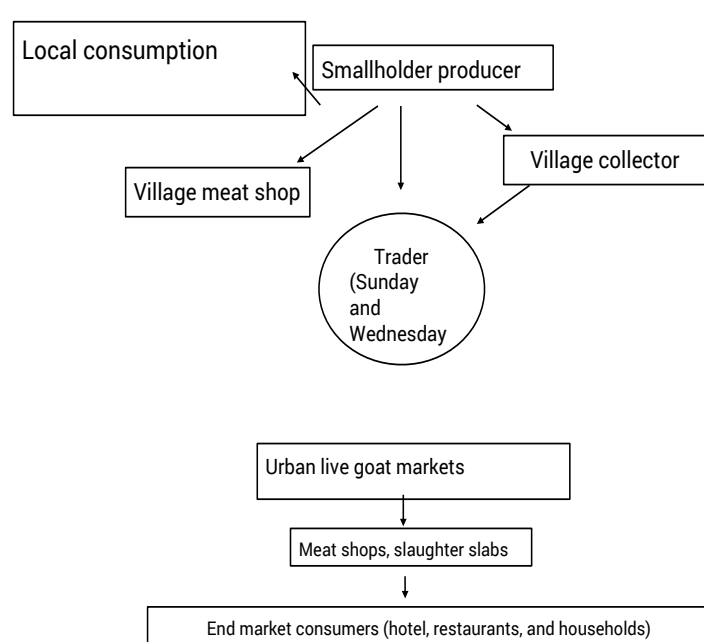 Local consumption
Smallholder producer
Village collector
Village meat shop
Trader
(Sunday
and
Wednesday
Urban live goat markets
Meat shops, slaughter slabs
End market consumers (hotel, restaurants, and households)